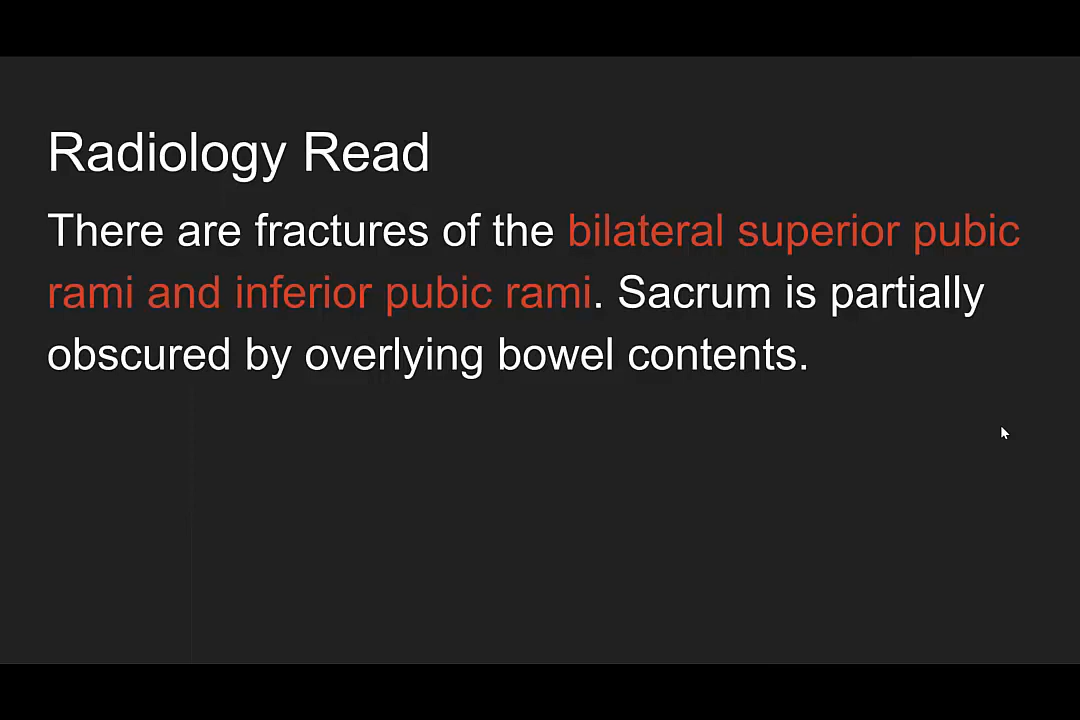 Radiology Read
There are fractures of the bilateral superior pubic
rami and inferior pubic rami. Sacrum is partially
obscured by overlying bowel contents.